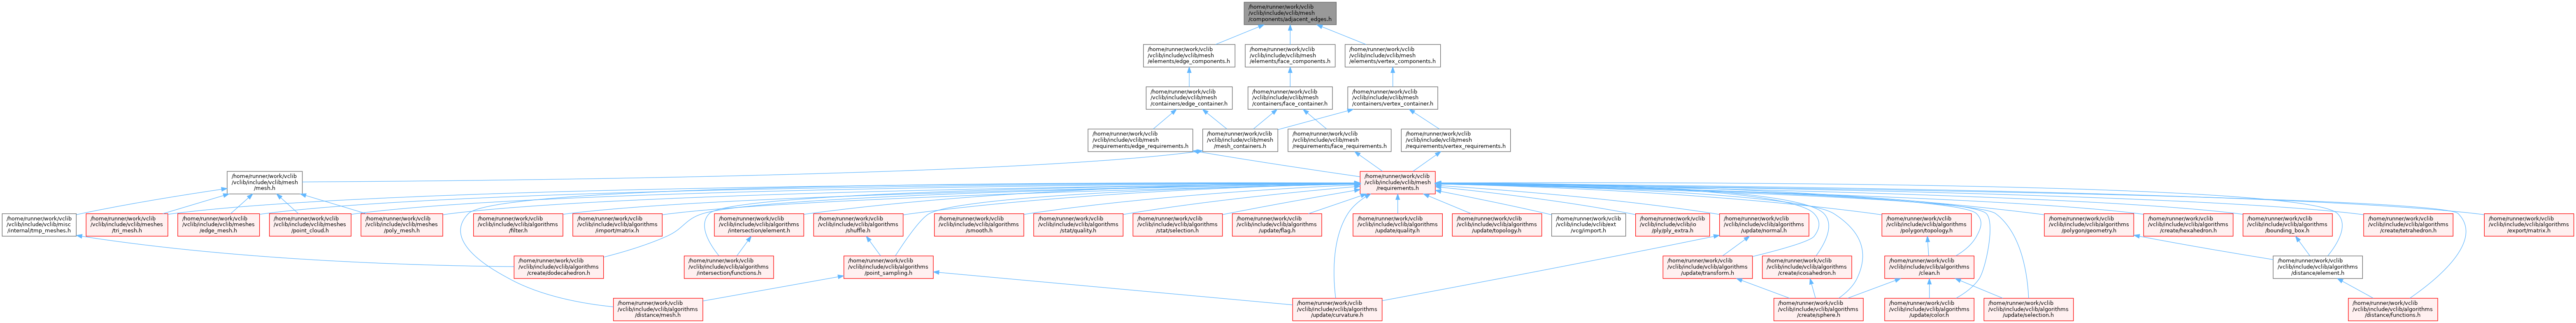 /home/runner/work/vclib
/vclib/include/vclib/mesh
/components/adjacent_edges.h
/home/runner/work/vclib
/vclib/include/vclib/mesh
/elements/edge_components.h
/home/runner/work/vclib
/vclib/include/vclib/mesh
/elements/face_components.h
/home/runner/work/vclib
/vclib/include/vclib/mesh
/elements/vertex_components.h
/home/runner/work/vclib
/vclib/include/vclib/mesh
/containers/edge_container.h
/home/runner/work/vclib
/vclib/include/vclib/mesh
/containers/face_container.h
/home/runner/work/vclib
/vclib/include/vclib/mesh
/containers/vertex_container.h
/home/runner/work/vclib
/vclib/include/vclib/mesh
/requirements/edge_requirements.h
/home/runner/work/vclib
/vclib/include/vclib/mesh
/mesh_containers.h
/home/runner/work/vclib
/vclib/include/vclib/mesh
/requirements/face_requirements.h
/home/runner/work/vclib
/vclib/include/vclib/mesh
/requirements/vertex_requirements.h
/home/runner/work/vclib
/vclib/include/vclib/mesh
/mesh.h
/home/runner/work/vclib
/vclib/include/vclib/mesh
/requirements.h
/home/runner/work/vclib
/vclib/include/vclib/misc
/internal/tmp_meshes.h
/home/runner/work/vclib
/vclib/include/vclib/meshes
/tri_mesh.h
/home/runner/work/vclib
/vclib/include/vclib/meshes
/edge_mesh.h
/home/runner/work/vclib
/vclib/include/vclib/meshes
/point_cloud.h
/home/runner/work/vclib
/vclib/include/vclib/meshes
/poly_mesh.h
/home/runner/work/vclib
/vclib/include/vclib/algorithms
/filter.h
/home/runner/work/vclib
/vclib/include/vclib/algorithms
/import/matrix.h
/home/runner/work/vclib
/vclib/include/vclib/algorithms
/intersection/element.h
/home/runner/work/vclib
/vclib/include/vclib/algorithms
/shuffle.h
/home/runner/work/vclib
/vclib/include/vclib/algorithms
/smooth.h
/home/runner/work/vclib
/vclib/include/vclib/algorithms
/stat/quality.h
/home/runner/work/vclib
/vclib/include/vclib/algorithms
/stat/selection.h
/home/runner/work/vclib
/vclib/include/vclib/algorithms
/update/flag.h
/home/runner/work/vclib
/vclib/include/vclib/algorithms
/update/quality.h
/home/runner/work/vclib
/vclib/include/vclib/algorithms
/update/topology.h
/home/runner/work/vclib
/vclib/include/vclib/ext
/vcg/import.h
/home/runner/work/vclib
/vclib/include/vclib/io
/ply/ply_extra.h
/home/runner/work/vclib
/vclib/include/vclib/algorithms
/update/normal.h
/home/runner/work/vclib
/vclib/include/vclib/algorithms
/polygon/topology.h
/home/runner/work/vclib
/vclib/include/vclib/algorithms
/polygon/geometry.h
/home/runner/work/vclib
/vclib/include/vclib/algorithms
/create/hexahedron.h
/home/runner/work/vclib
/vclib/include/vclib/algorithms
/bounding_box.h
/home/runner/work/vclib
/vclib/include/vclib/algorithms
/create/tetrahedron.h
/home/runner/work/vclib
/vclib/include/vclib/algorithms
/export/matrix.h
/home/runner/work/vclib
/vclib/include/vclib/algorithms
/create/dodecahedron.h
/home/runner/work/vclib
/vclib/include/vclib/algorithms
/intersection/functions.h
/home/runner/work/vclib
/vclib/include/vclib/algorithms
/point_sampling.h
/home/runner/work/vclib
/vclib/include/vclib/algorithms
/update/transform.h
/home/runner/work/vclib
/vclib/include/vclib/algorithms
/create/icosahedron.h
/home/runner/work/vclib
/vclib/include/vclib/algorithms
/clean.h
/home/runner/work/vclib
/vclib/include/vclib/algorithms
/distance/element.h
/home/runner/work/vclib
/vclib/include/vclib/algorithms
/distance/mesh.h
/home/runner/work/vclib
/vclib/include/vclib/algorithms
/update/curvature.h
/home/runner/work/vclib
/vclib/include/vclib/algorithms
/create/sphere.h
/home/runner/work/vclib
/vclib/include/vclib/algorithms
/update/color.h
/home/runner/work/vclib
/vclib/include/vclib/algorithms
/update/selection.h
/home/runner/work/vclib
/vclib/include/vclib/algorithms
/distance/functions.h